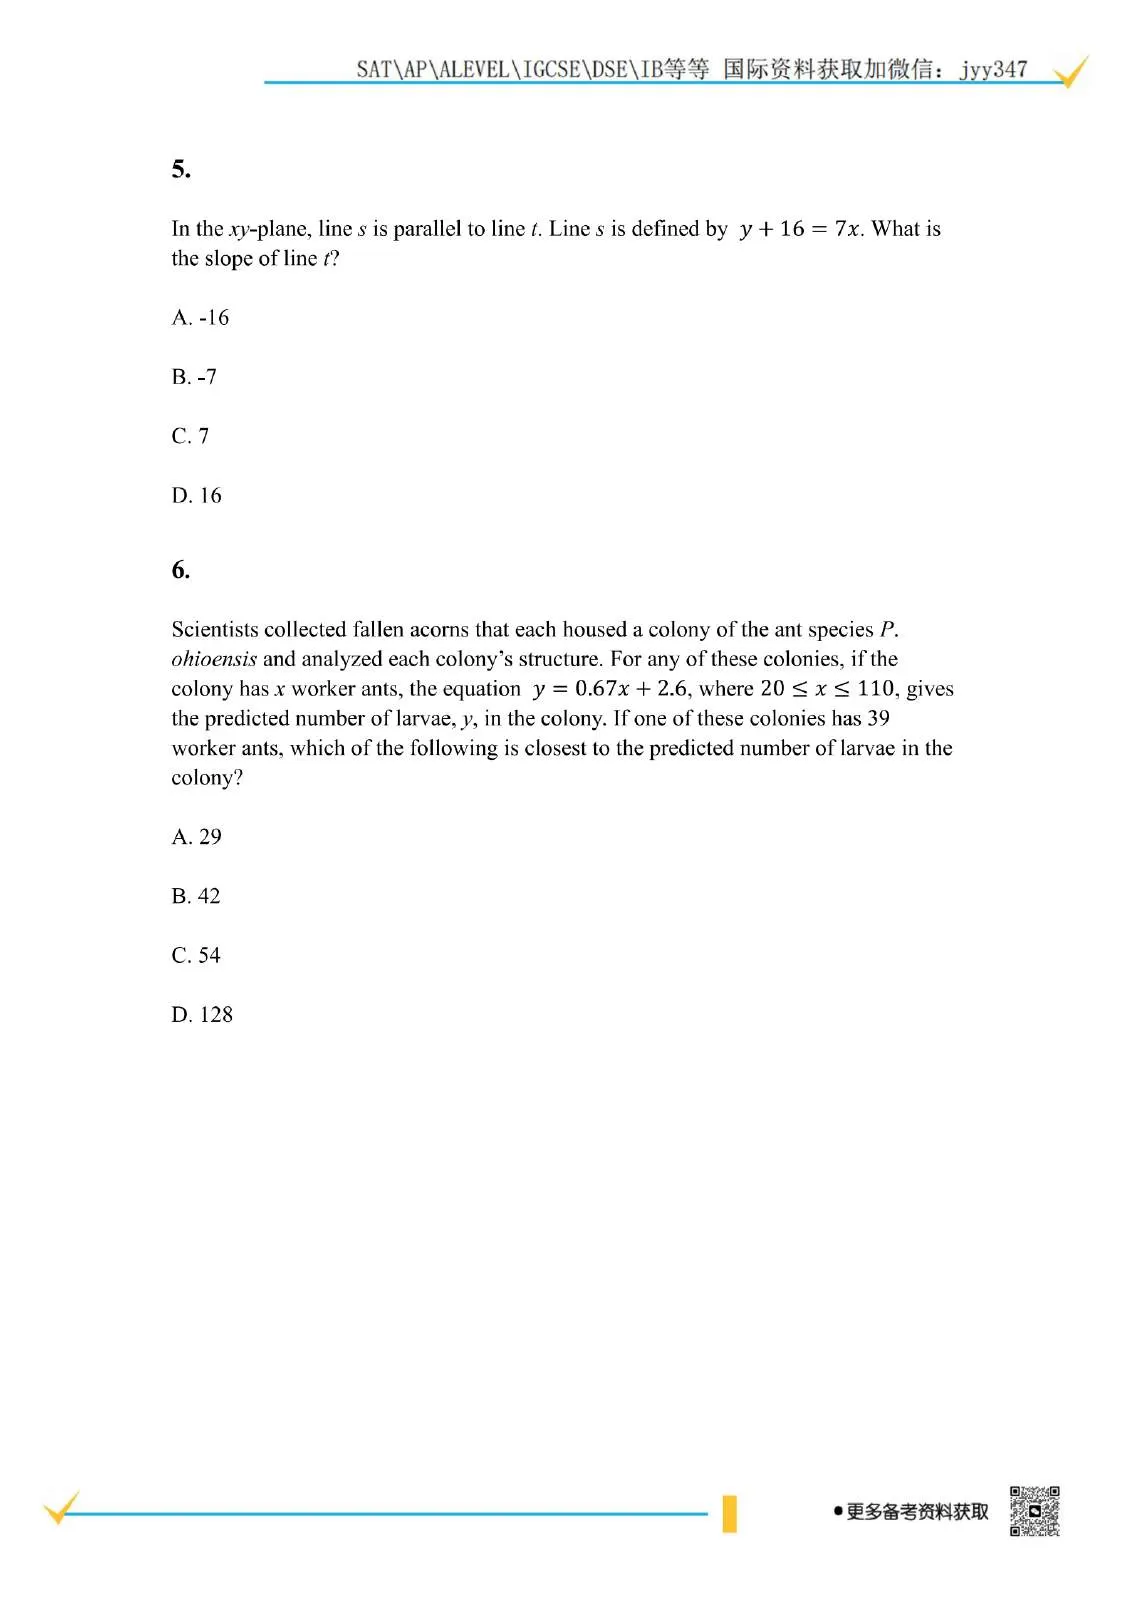 SAT\AP\ALEVEL\IGCSE\DSE\IB等等 国际资料获取加微信：jyy347
5.
In the xy-plane, line s is parallel to line t. Line s is defined by y + 16 = 7x. What is
the slope of line t?
A. -16
B. -7
C. 7
D. 16
6.
Scientists collected fallen acorns that each housed a colony of the ant species P.
ohioensis and analyzed each colony’s structure. For any of these colonies, if the
colony has x worker ants, the equation y = 0.67x + 2.6, where 20 ≤ x ≤ 110, gives
the predicted number of larvae, y, in the colony. If one of these colonies has 39
worker ants, which of the following is closest to the predicted number of larvae in the
colony?
A. 29
B. 42
C. 54
D. 128
•更多备考资料获取